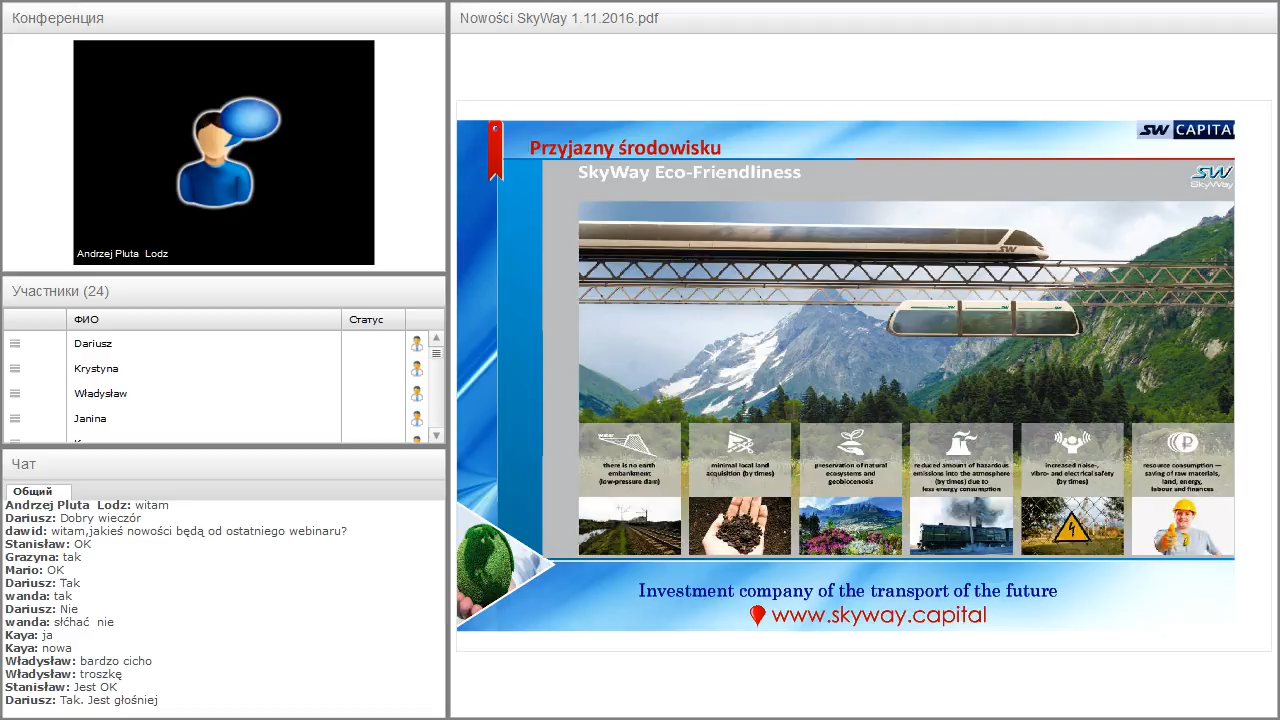 Конференция
Andrzej Pluta Lodz
Участники (24)
ФИО
Статус
Dariusz
Krystyna
Władysław
Janina
Чат
Общий
Andrzej Pluta Lodz: witam
Dariusz: Dobry wieczór
dawid: witam,jakieś nowości będą od ostatniego webinaru?
Stanisław: OK
Grazyna: tak
Mario: OK
Dariusz: Tak
wanda: tak
Dariusz: Nie
wanda: słćhać nie
Kaya: ja
Kaya: nowa
Władysław: bardzo cicho
Władysław: troszkę
Stanisław: Jest OK
Dariusz: Tak. Jest głośniej
Nowości SkyWay 1.11.2016.pdf
SW CAPITAL
Przyjazny środowisku
SkyWay Eco-Friendliness
SW
SkyWay
SW
there is no earth
embankment
(low-pressure dam)
minimal local land
acquisition (by times)
preservation of natural
ecosystems and
geobiocenosis
reduced amount of hazardous
emissions into the atmosphere
(by times) due to
less energy consumption
increased noise-,
vibro- and electrical safety
(by times)
resource consumption —
saving of raw materials,
land, energy,
labour and finances
Investment company of the transport of the future
www.skyway.capital